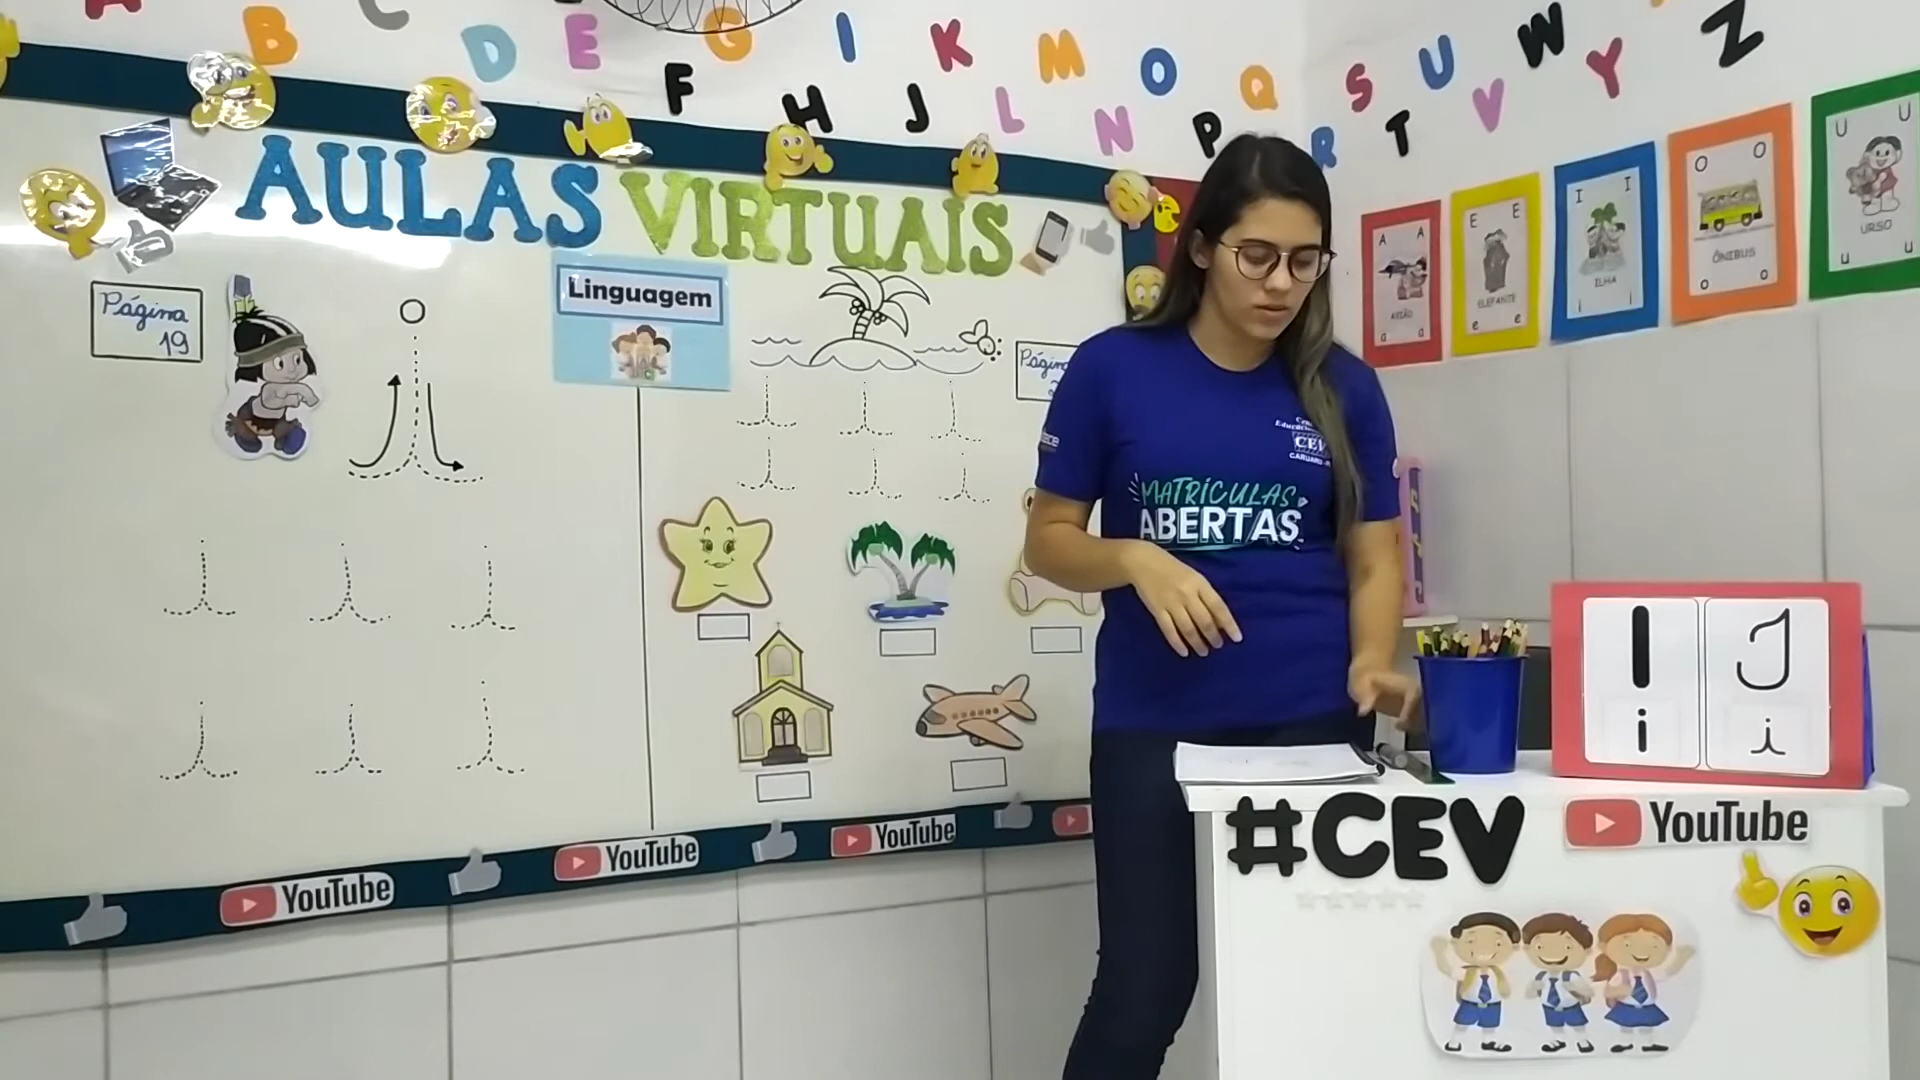 A B C D E F G H I J K L M N O P Q R S T U V W Y Z
AULAS VIRTUAIS
Página
19
Linguagem
Página
A A
AVIÃO
a a
E E
ELEFANTE
e e
I I
ILHA
i i
O O
ÔNIBUS
o o
U U
URSO
u u
CEV
CARUARU
MATRÍCULAS
ABERTAS
I I
i i
#CEV YouTube
YouTube YouTube YouTube